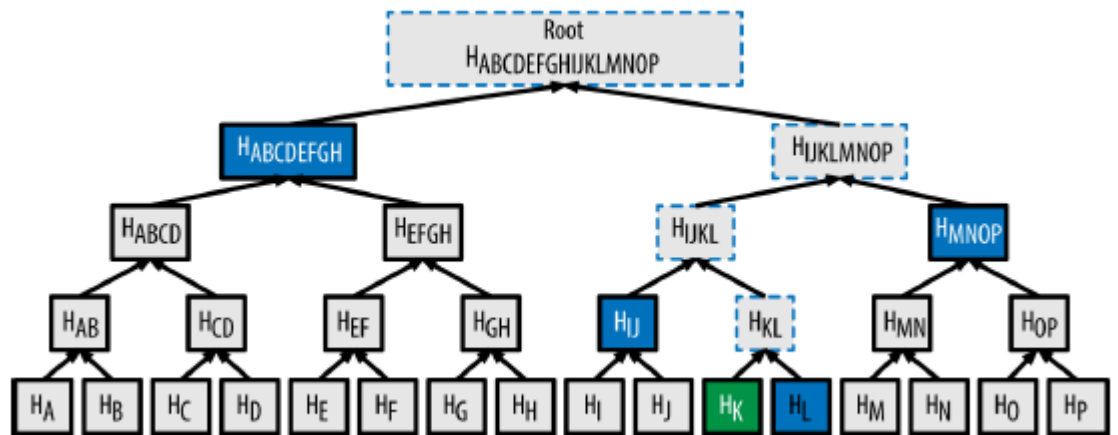 Root
HABCDEFGHIJKLMNOP
HABCDEFGH
HIJKLMNOP
HABCD
HEFGH
HIJKL
HMNOP
HAB
HCD
HEF
HGH
HIJ
HKL
HMN
HOP
HA
HB
HC
HD
HE
HF
HG
HH
HI
HJ
HK
HL
HM
HN
HO
HP